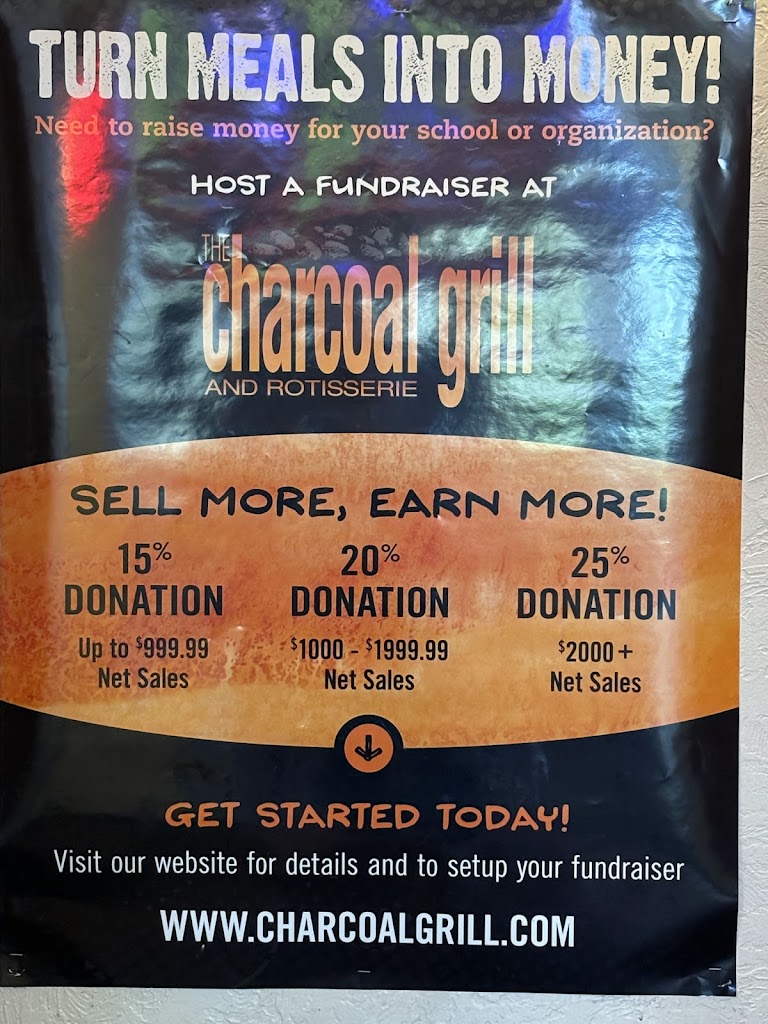 TURN MEALS INTO MONEY!
Need to raise money for your school or organization?
HOST A FUNDRAISER AT
THE
charcoal grill
AND ROTISSERIE
SELL MORE, EARN MORE!
15% 20% 25%
DONATION DONATION DONATION
Up to $999.99 $1000 - $1999.99 $2000+
Net Sales Net Sales Net Sales
GET STARTED TODAY!
Visit our website for details and to setup your fundraiser
WWW.CHARCOALGRILL.COM